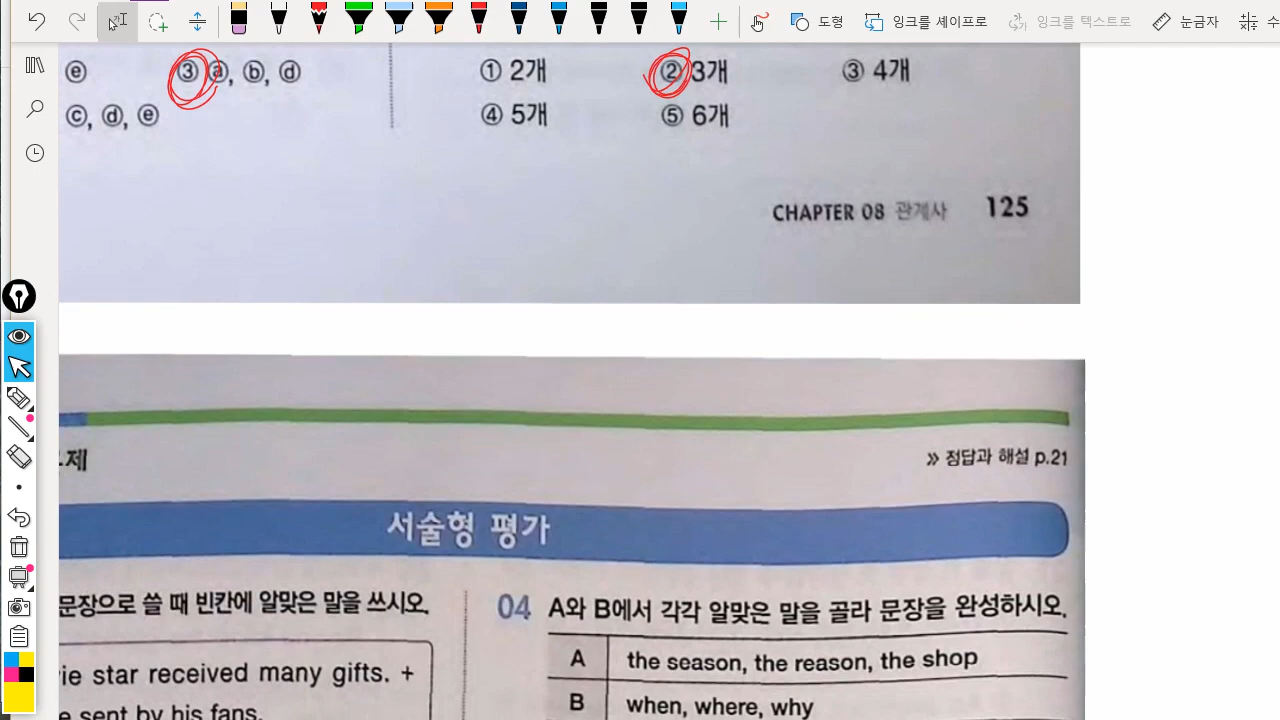 도형
잉크를 셰이프로
잉크를 텍스트로
눈금자
수
ⓔ ③ ⓐ, ⓑ, ⓓ
ⓒ, ⓓ, ⓔ
① 2개 ② 3개 ③ 4개
④ 5개 ⑤ 6개
CHAPTER 08 관계사 125
제
» 정답과 해설 p.21
서술형 평가
문장으로 쓸 때 빈칸에 알맞은 말을 쓰시오.
star received many gifts. +
sent by his fans.
04 A와 B에서 각각 알맞은 말을 골라 문장을 완성하시오.
A the season, the reason, the shop
B when, where, why